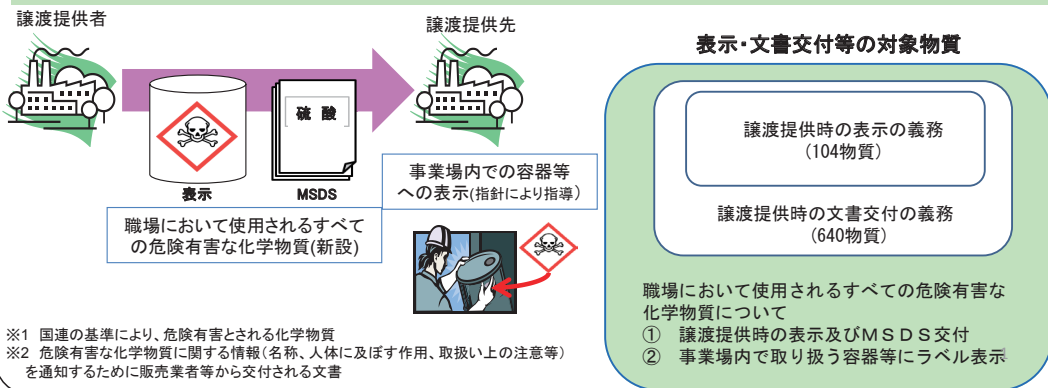 譲渡提供者
譲渡提供先
硫 酸
表示
MSDS
職場において使用されるすべて
の危険有害な化学物質(新設)
事業場内での容器等
への表示(指針により指導)
※1 国連の基準により、危険有害とされる化学物質
※2 危険有害な化学物質に関する情報(名称、人体に及ぼす作用、取扱い上の注意等)
を通知するために販売業者等から交付される文書
表示・文書交付等の対象物質
譲渡提供時の表示の義務
(104物質)
譲渡提供時の文書交付の義務
(640物質)
職場において使用されるすべての危険有害な
化学物質について
① 譲渡提供時の表示及びMSDS交付
② 事業場内で取り扱う容器等にラベル表示